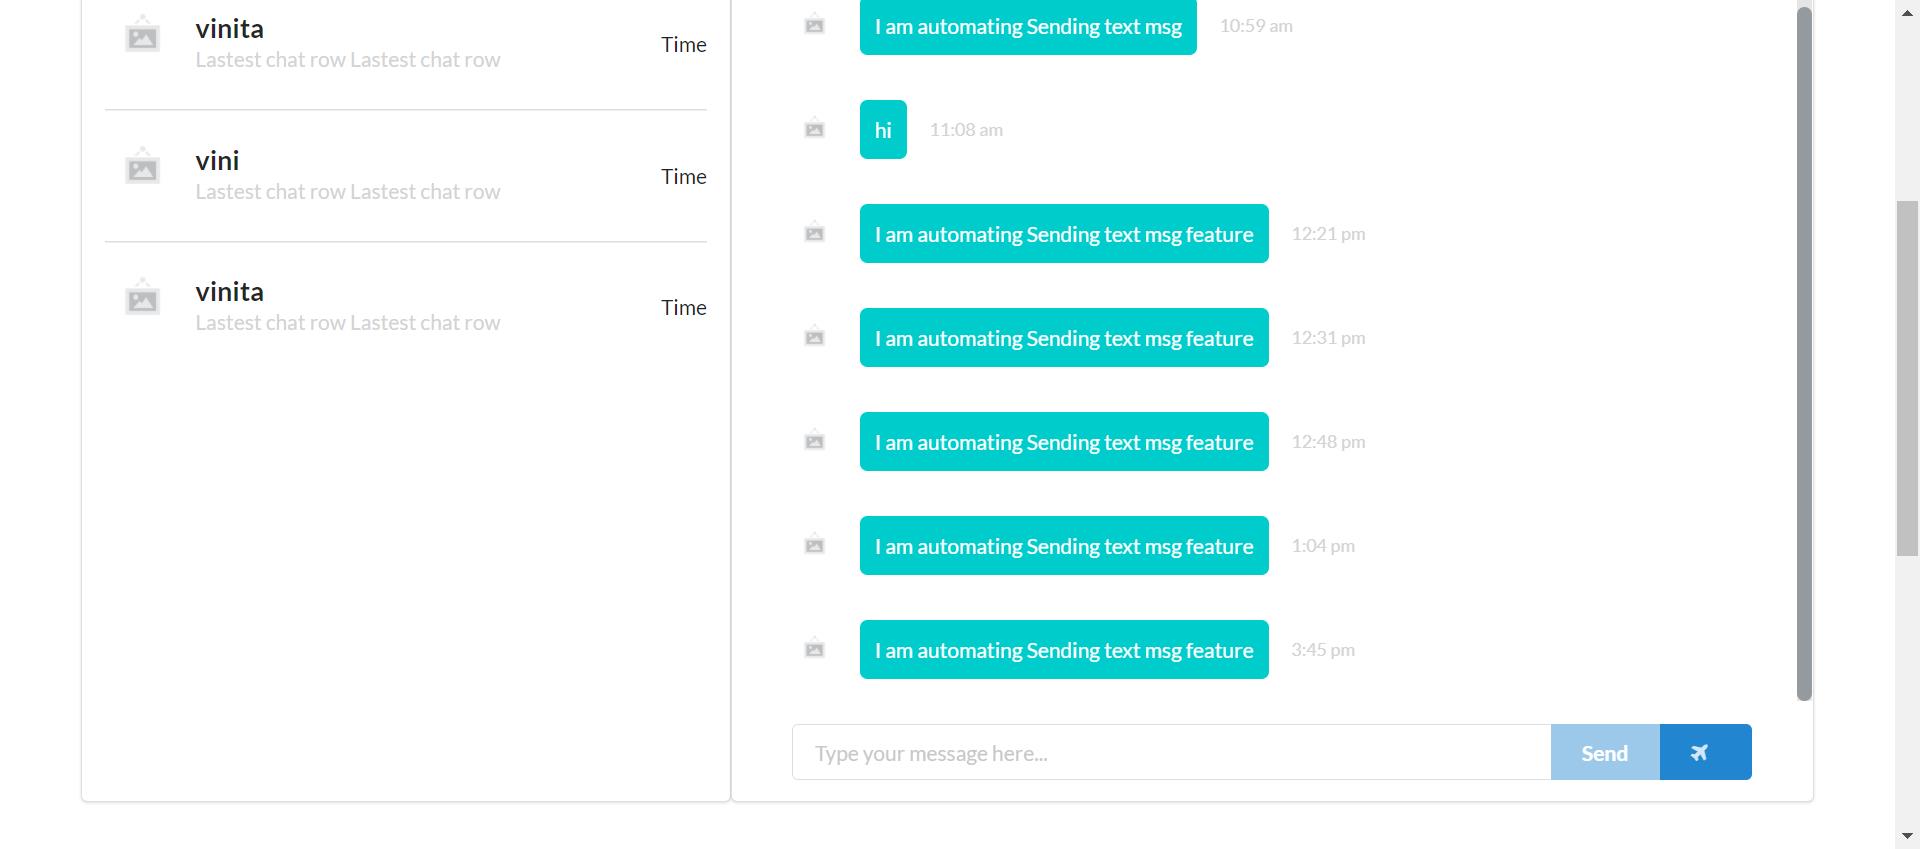 vinita
Lastest chat row Lastest chat row
Time
vini
Lastest chat row Lastest chat row
Time
vinita
Lastest chat row Lastest chat row
Time
I am automating Sending text msg
10:59 am
hi
11:08 am
I am automating Sending text msg feature
12:21 pm
I am automating Sending text msg feature
12:31 pm
I am automating Sending text msg feature
12:48 pm
I am automating Sending text msg feature
1:04 pm
I am automating Sending text msg feature
3:45 pm
Type your message here...
Send